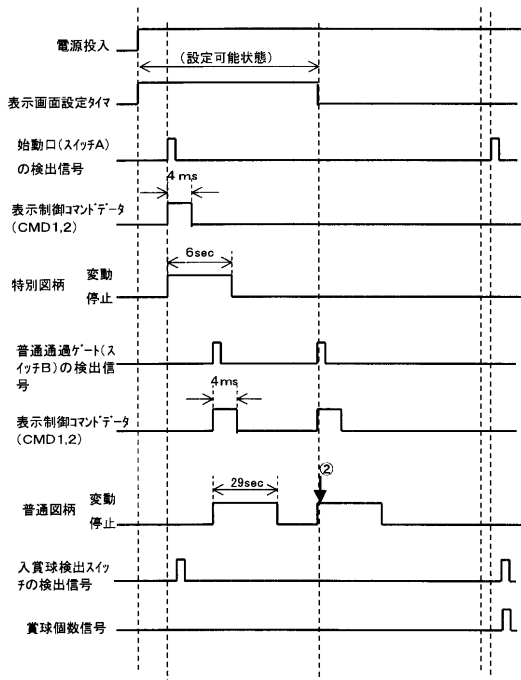 電源投入
(設定可能状態)
表示画面設定タイマ
始動口(スイッチA)
の検出信号
4 ms
表示制御コマンドデータ
(CMD1,2)
6sec
特別図柄
変動
停止
普通通過ゲート(ス
イッチB)の検出信
号
4ms
表示制御コマンドデータ
(CMD1,2)
②
29sec
普通図柄
変動
停止
入賞球検出スイッ
チの検出信号
賞球個数信号